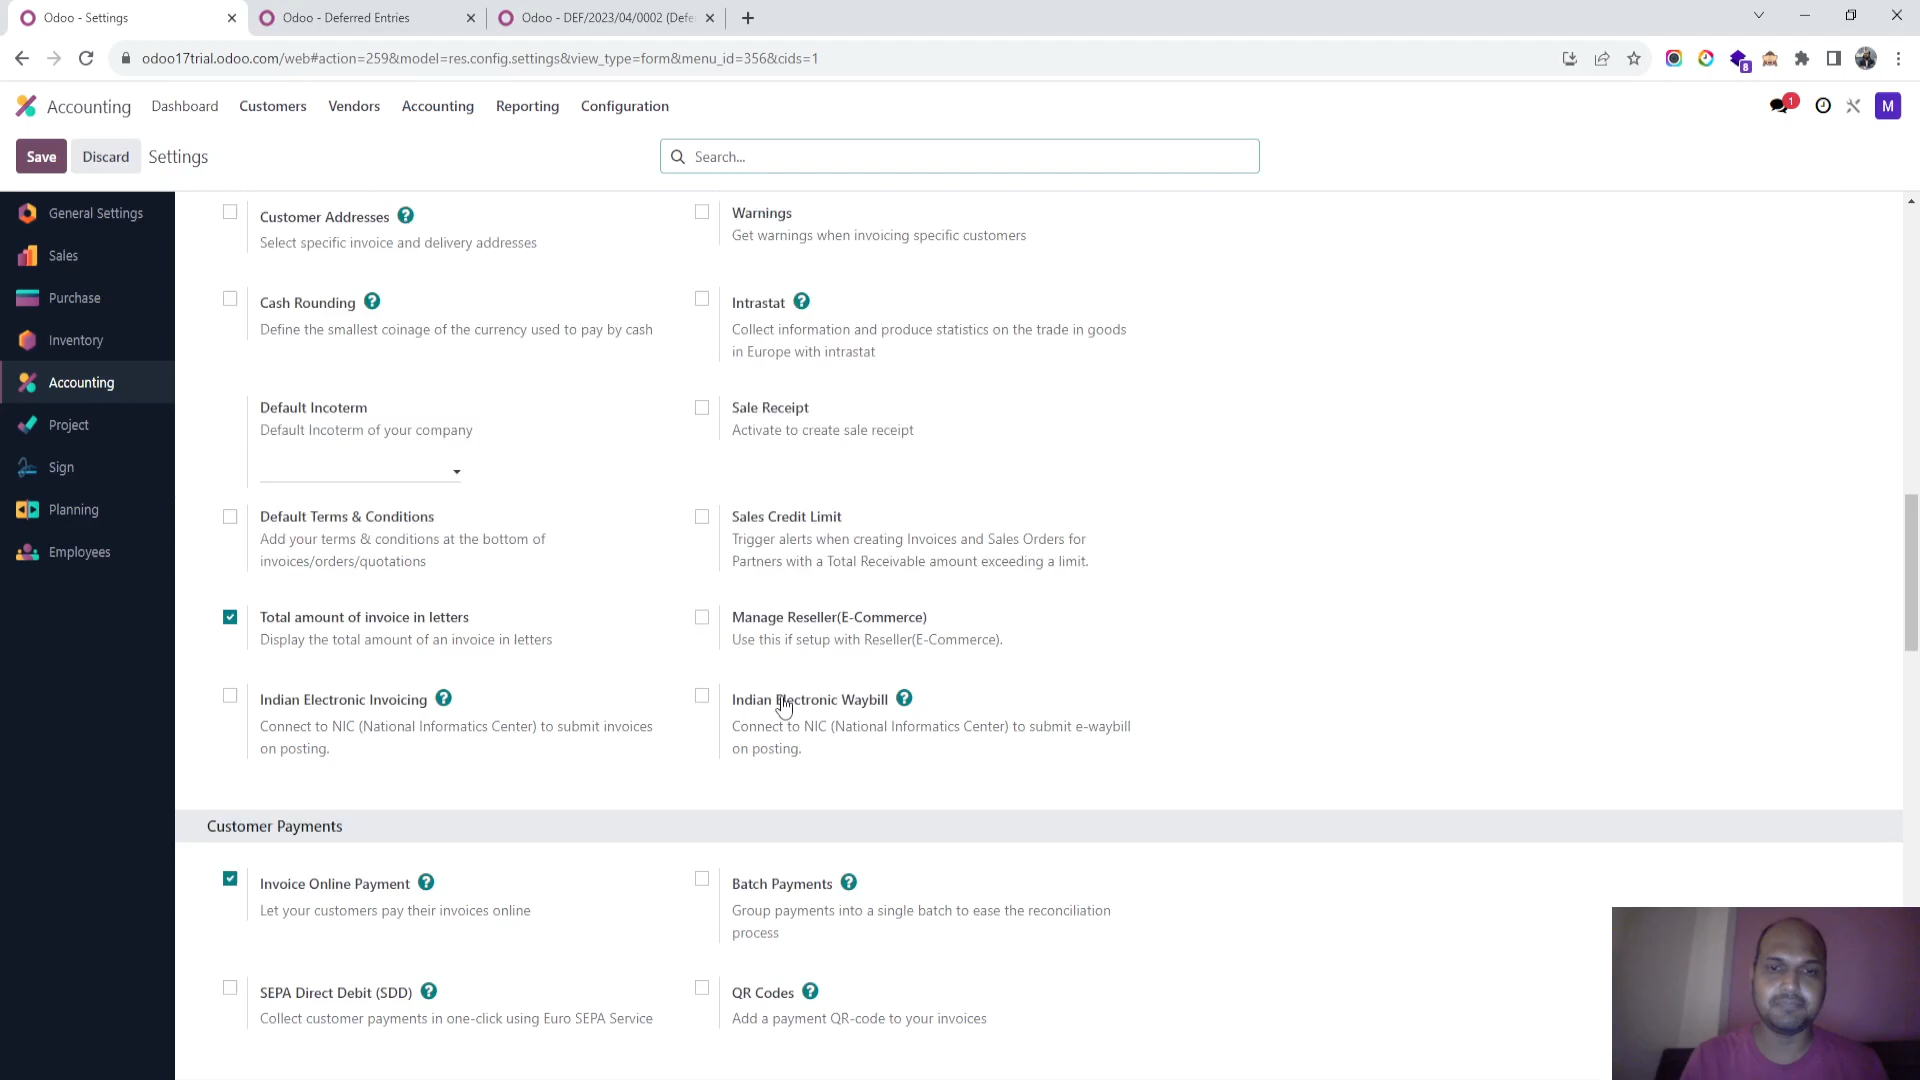 Odoo - Settings
Odoo - Deferred Entries
Odoo - DEF/2023/04/0002 (Defe
odoo17trial.odoo.com/web#action=259&model=res.config.settings&view_type=form&menu_id=356&cids=1
8
Accounting Dashboard Customers Vendors Accounting Reporting Configuration
1
M
Save Discard Settings
Search...
General Settings
Sales
Purchase
Inventory
Accounting
Project
Sign
Planning
Employees
Customer Addresses ?
Select specific invoice and delivery addresses
Warnings
Get warnings when invoicing specific customers
Cash Rounding ?
Define the smallest coinage of the currency used to pay by cash
Intrastat ?
Collect information and produce statistics on the trade in goods
in Europe with intrastat
Default Incoterm
Default Incoterm of your company
Sale Receipt
Activate to create sale receipt
Default Terms & Conditions
Add your terms & conditions at the bottom of
invoices/orders/quotations
Sales Credit Limit
Trigger alerts when creating Invoices and Sales Orders for
Partners with a Total Receivable amount exceeding a limit.
Total amount of invoice in letters
Display the total amount of an invoice in letters
Manage Reseller(E-Commerce)
Use this if setup with Reseller(E-Commerce).
Indian Electronic Invoicing ?
Connect to NIC (National Informatics Center) to submit invoices
on posting.
Indian Electronic Waybill ?
Connect to NIC (National Informatics Center) to submit e-waybill
on posting.
Customer Payments
Invoice Online Payment ?
Let your customers pay their invoices online
Batch Payments ?
Group payments into a single batch to ease the reconciliation
process
SEPA Direct Debit (SDD) ?
Collect customer payments in one-click using Euro SEPA Service
QR Codes ?
Add a payment QR-code to your invoices